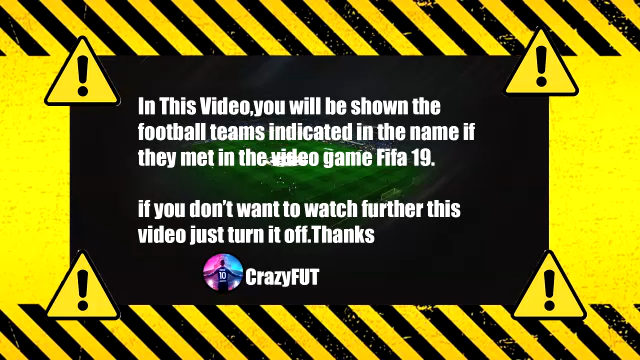 In This Video,you will be shown the
football teams indicated in the name if
they met in the video game Fifa 19.
if you don't want to watch further this
video just turn it off.Thanks
10
CrazyFUT
!
!
!
!